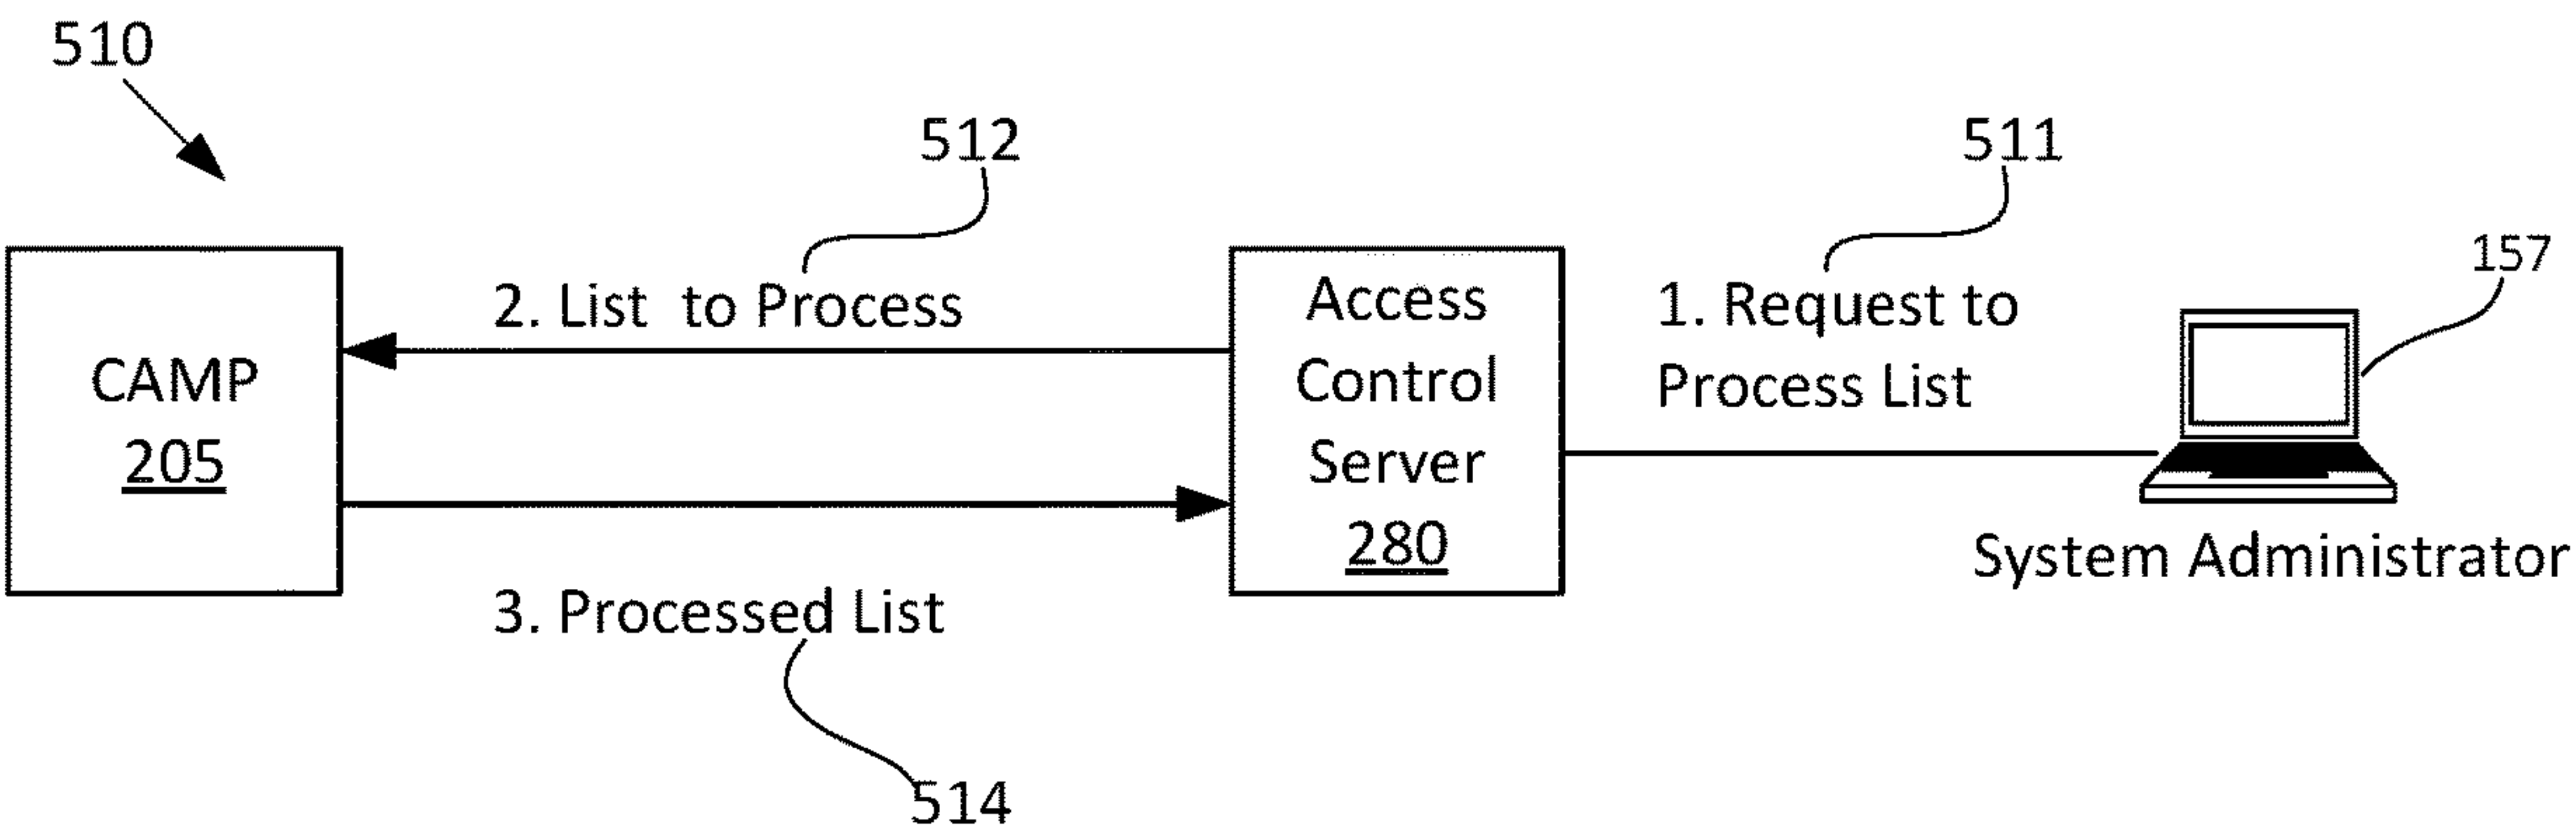 510
512
511
157
2. List to Process
1. Request to
Process List
CAMP
205
Access
Control
Server
280
3. Processed List
System Administrator
514